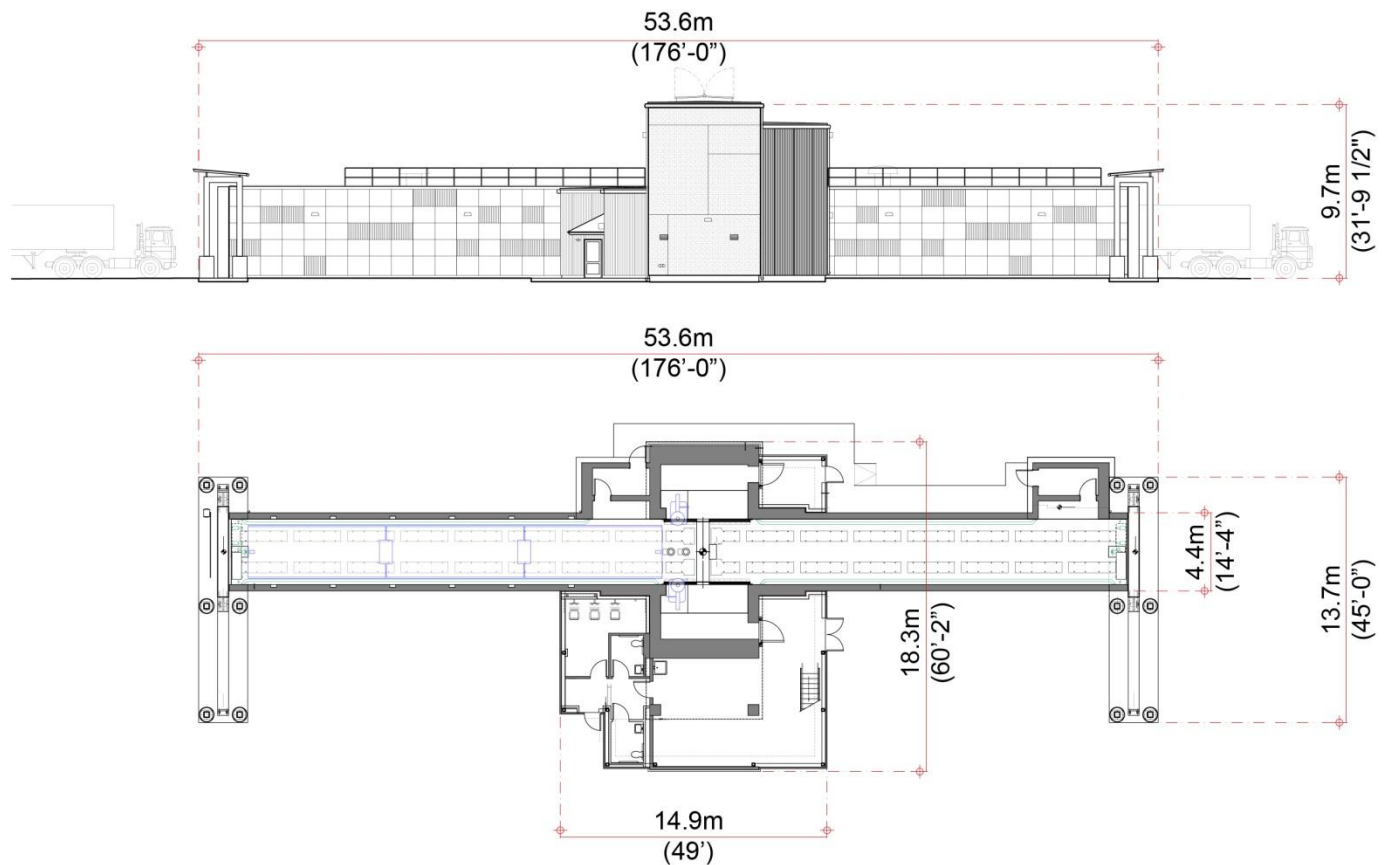 53.6m
(176’-0”)
9.7m
(31'-9 1/2")
53.6m
(176’-0”)
4.4m
(14’-4”)
13.7m
(45’-0”)
18.3m
(60’-2”)
14.9m
(49’)